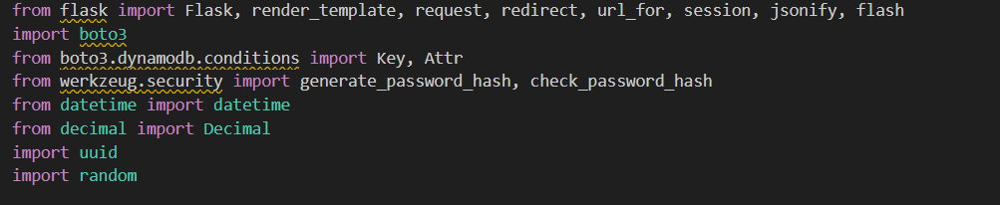 from flask import Flask, render_template, request, redirect, url_for, session, jsonify, flash
import boto3
from boto3.dynamodb.conditions import Key, Attr
from werkzeug.security import generate_password_hash, check_password_hash
from datetime import datetime
from decimal import Decimal
import uuid
import random